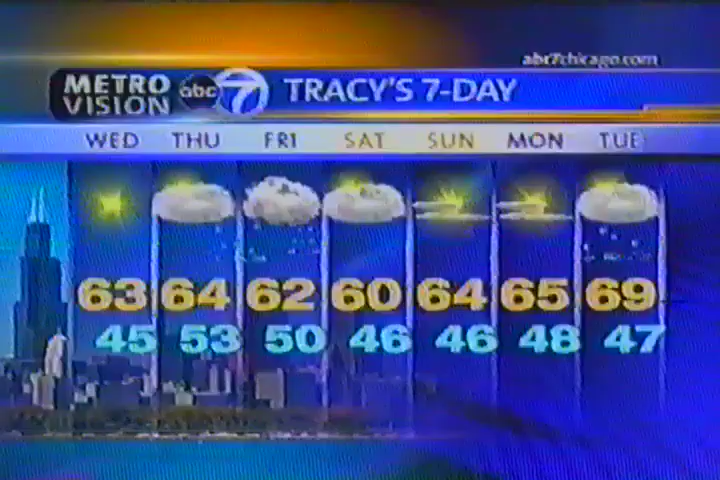 abc7chicago.com
METRO VISION abc 7 TRACY'S 7-DAY
WED THU FRI SAT SUN MON TUE
63 64 62 60 64 65 69
45 53 50 46 46 48 47